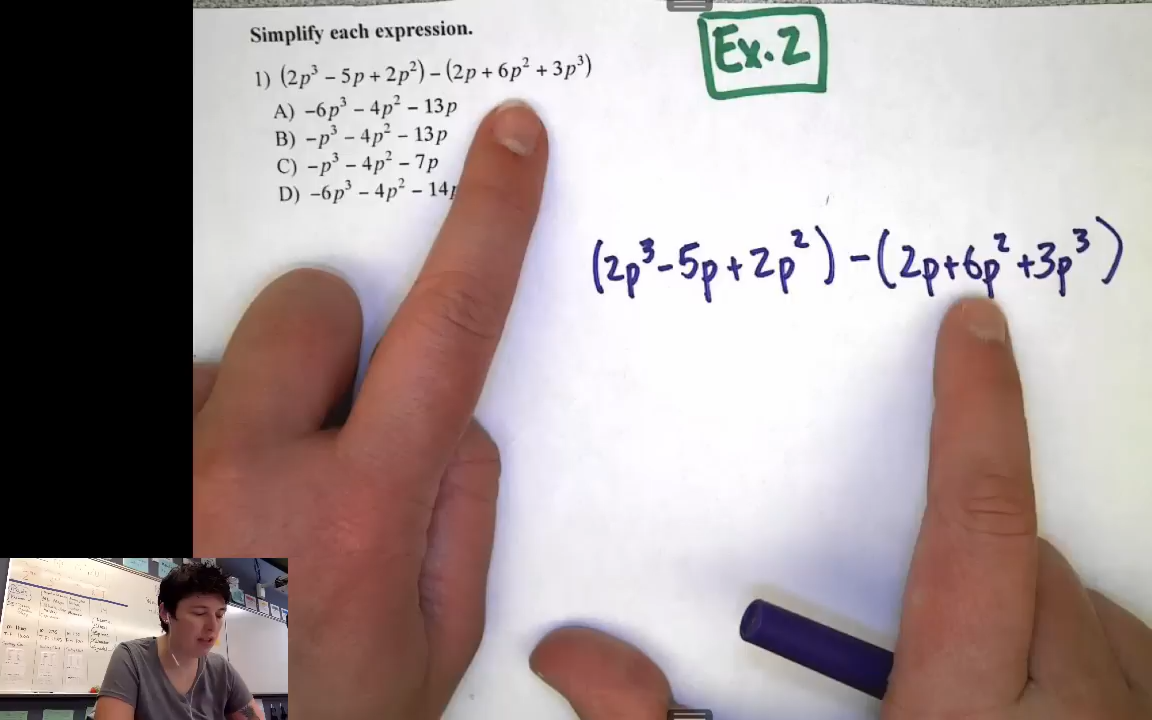 Simplify each expression.
Ex. 2
1) (2p³ − 5p + 2p²) − (2p + 6p² + 3p³)
A) −6p³ − 4p² − 13p
B) −p³ − 4p² − 13p
C) −p³ − 4p² − 7p
D) −6p³ − 4p² − 14p
(2p³ - 5p + 2p²) - (2p + 6p² + 3p³)